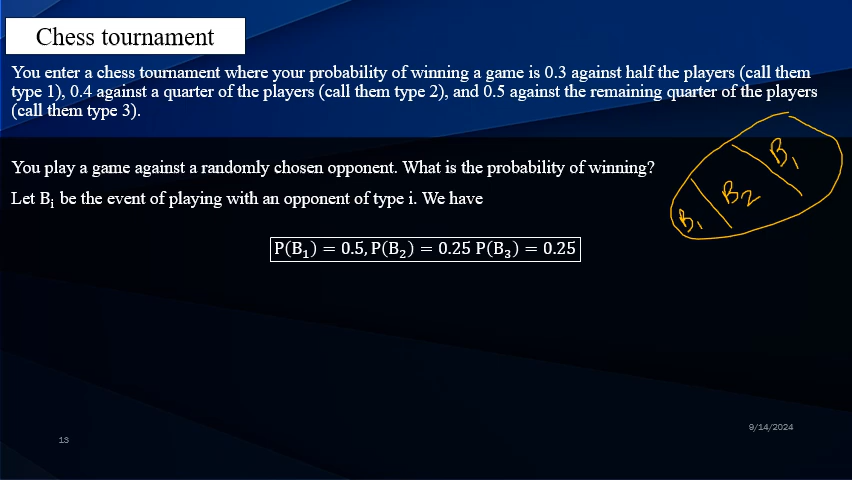 Chess tournament
You enter a chess tournament where your probability of winning a game is 0.3 against half the players (call them
type 1), 0.4 against a quarter of the players (call them type 2), and 0.5 against the remaining quarter of the players
(call them type 3).
You play a game against a randomly chosen opponent. What is the probability of winning?
Let Bᵢ be the event of playing with an opponent of type i. We have
B₁ B₂ B₁
P(B₁) = 0.5, P(B₂) = 0.25 P(B₃) = 0.25
9/14/2024
13